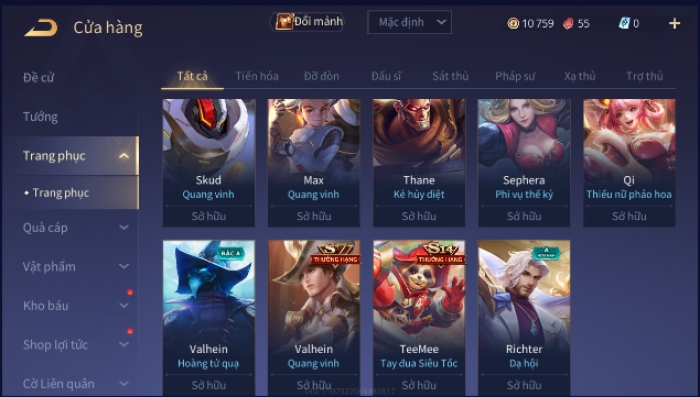 Cửa hàng
Đổi mảnh
Mặc định
10 759
55
0
Đề cử
Tướng
Trang phục
• Trang phục
Quà cáp
Vật phẩm
Kho báu
Shop lợi tức
Cờ Liên quân
Tất cả Tiến hóa Đỡ đòn Đấu sĩ Sát thủ Pháp sư Xạ thủ Trợ thủ
Skud
Quang vinh
Sở hữu
Max
Quang vinh
Sở hữu
Thane
Kẻ hủy diệt
Sở hữu
Sephera
Phi vụ thế kỷ
Sở hữu
Qi
Thiếu nữ pháo hoa
Sở hữu
BẬC A
Valhein
Hoàng tử quạ
Sở hữu
THƯỞNG HẠNG
Valhein
Quang vinh
Sở hữu
S14
THƯỞNG HẠNG
TeeMee
Tay đua Siêu Tốc
Sở hữu
A
Richter
Dạ hội
Sở hữu